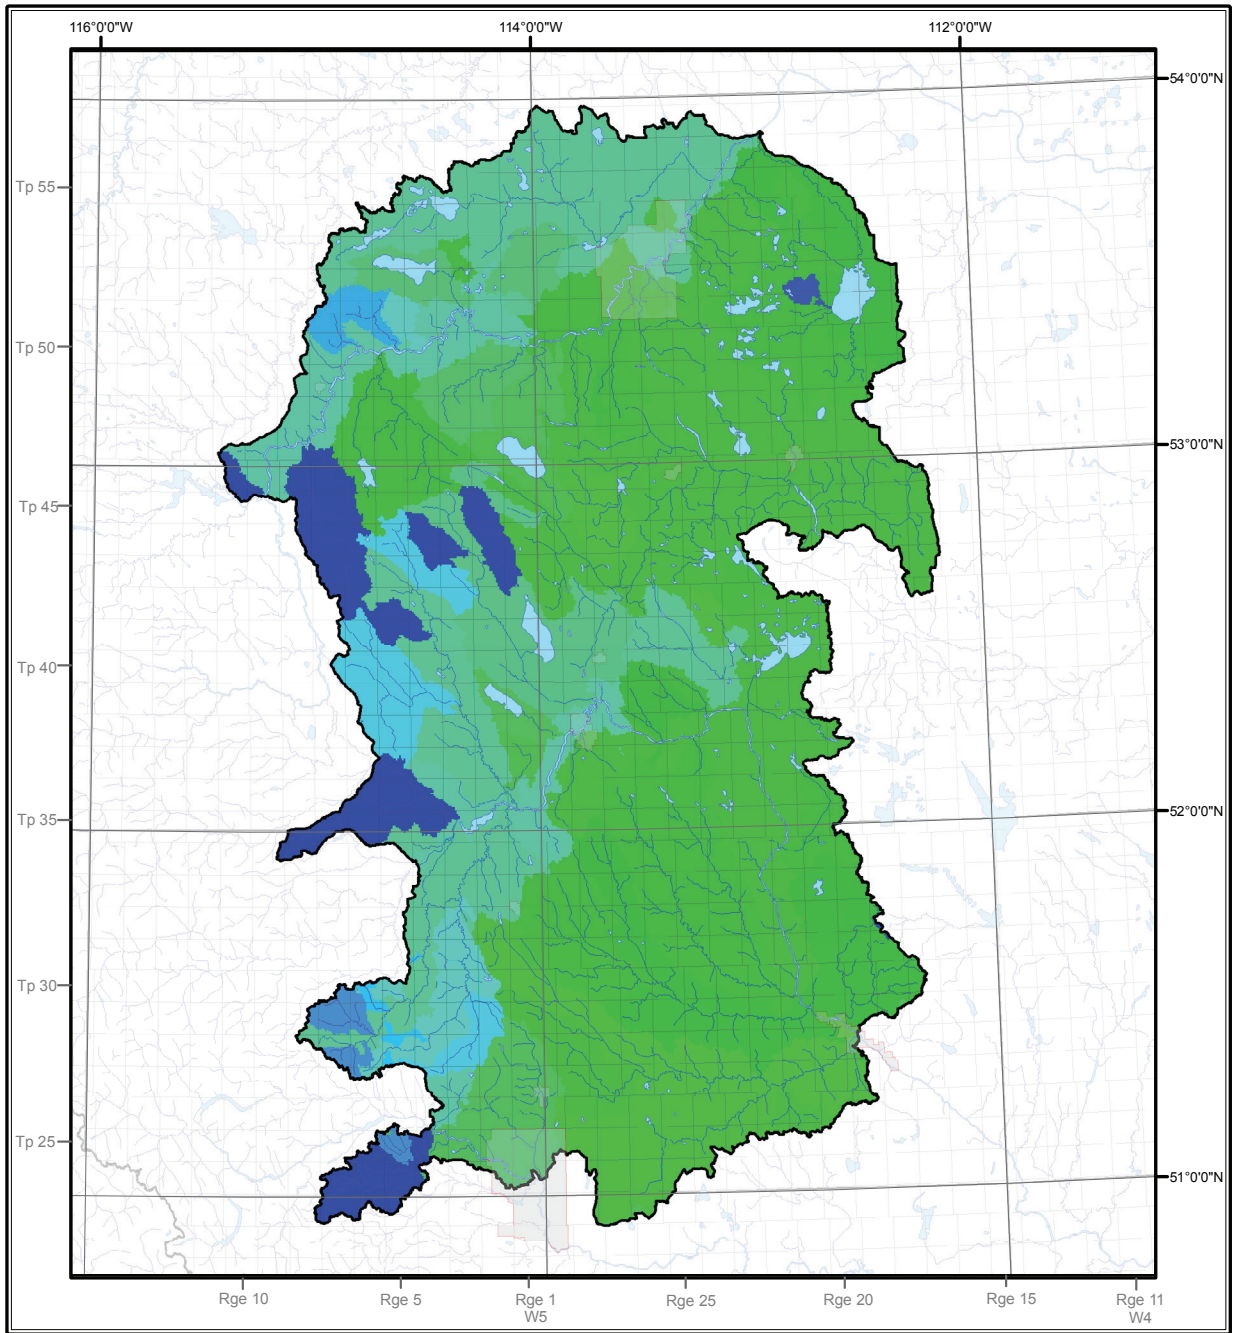 116°0'0"W 114°0'0"W 112°0'0"W
54°0'0"N
Tp 55
Tp 50
53°0'0"N
Tp 45
Tp 40
52°0'0"N
Tp 35
Tp 30
Tp 25
51°0'0"N
Rge 10 Rge 5 Rge 1 Rge 25 Rge 20 Rge 15 Rge 11
W5 W4